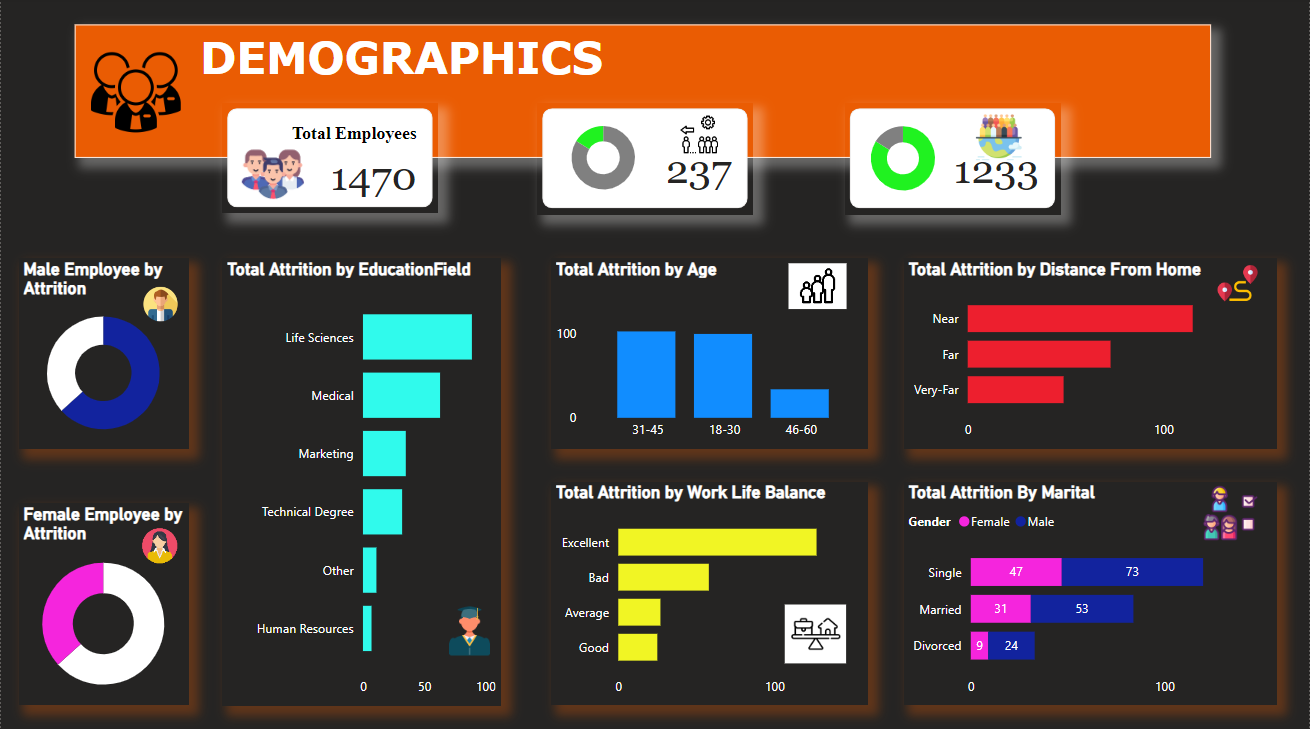 DEMOGRAPHICS
Total Employees
1470
237
1233
Male Employee by
Attrition
Female Employee by
Attrition
Total Attrition by EducationField
Life Sciences
Medical
Marketing
Technical Degree
Other
Human Resources
0 50 100
Total Attrition by Age
100
0
31-45 18-30 46-60
Total Attrition by Distance From Home
Near
Far
Very-Far
0 100
Total Attrition by Work Life Balance
Excellent
Bad
Average
Good
0 100
Total Attrition By Marital
Gender Female Male
Single 47 73
Married 31 53
Divorced 9 24
0 100